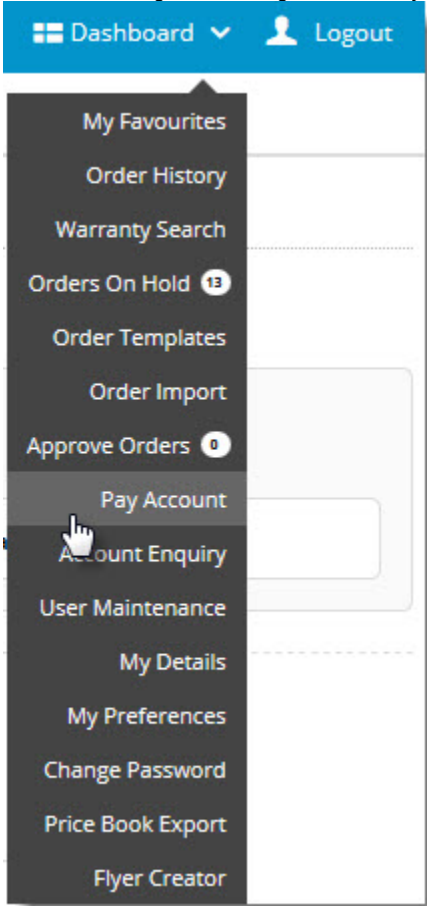 Dashboard Logout
My Favourites
Order History
Warranty Search
Orders On Hold 13
Order Templates
Order Import
Approve Orders 0
Pay Account
Account Enquiry
User Maintenance
My Details
My Preferences
Change Password
Price Book Export
Flyer Creator